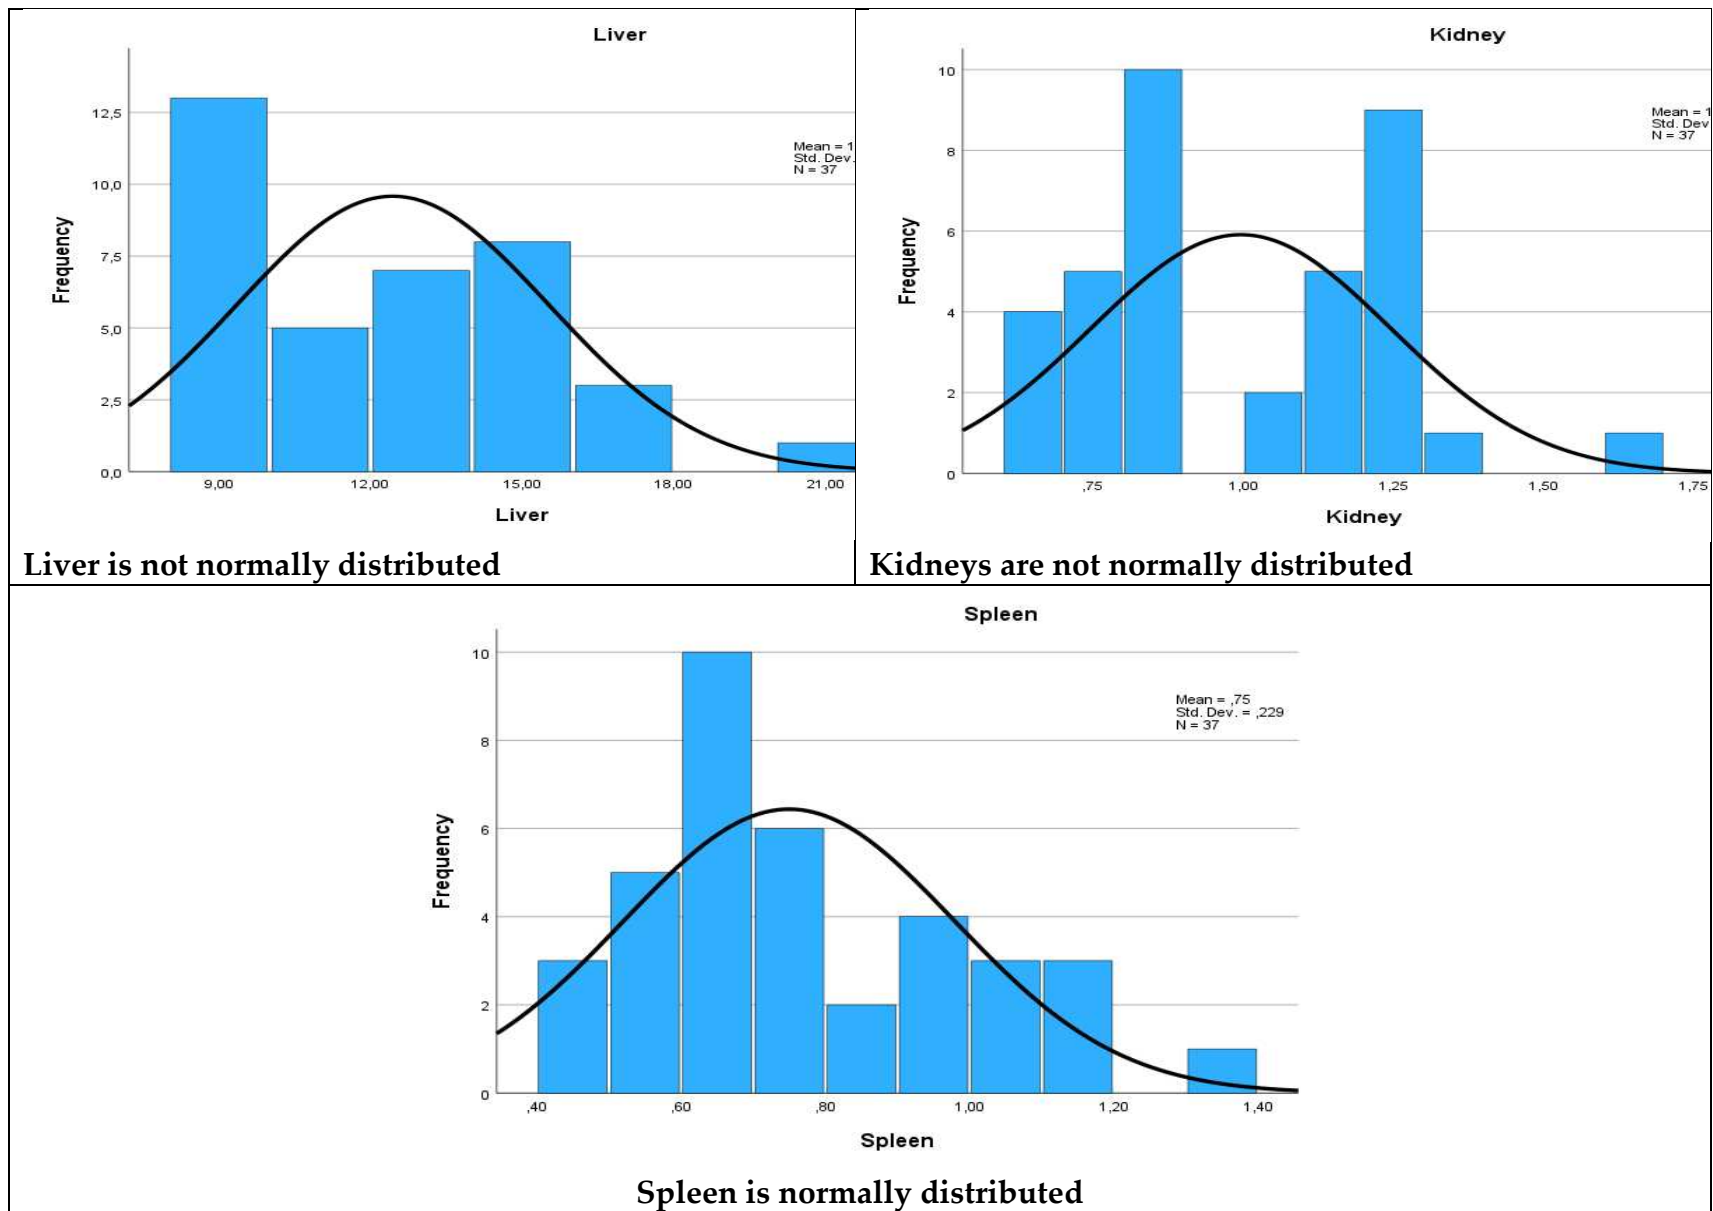 Liver
12,5
10,0
7,5
5,0
2,5
0,0
Frequency
Mean = 1
Std. Dev.
N = 37
9,00 12,00 15,00 18,00 21,00
Liver
Liver is not normally distributed
Kidney
10
8
6
4
2
0
Frequency
Mean = 1
Std. Dev
N = 37
,75 1,00 1,25 1,50 1,75
Kidney
Kidneys are not normally distributed
Spleen
10
8
6
4
2
0
Frequency
Mean = ,75
Std. Dev. = ,229
N = 37
,40 ,60 ,80 1,00 1,20 1,40
Spleen
Spleen is normally distributed